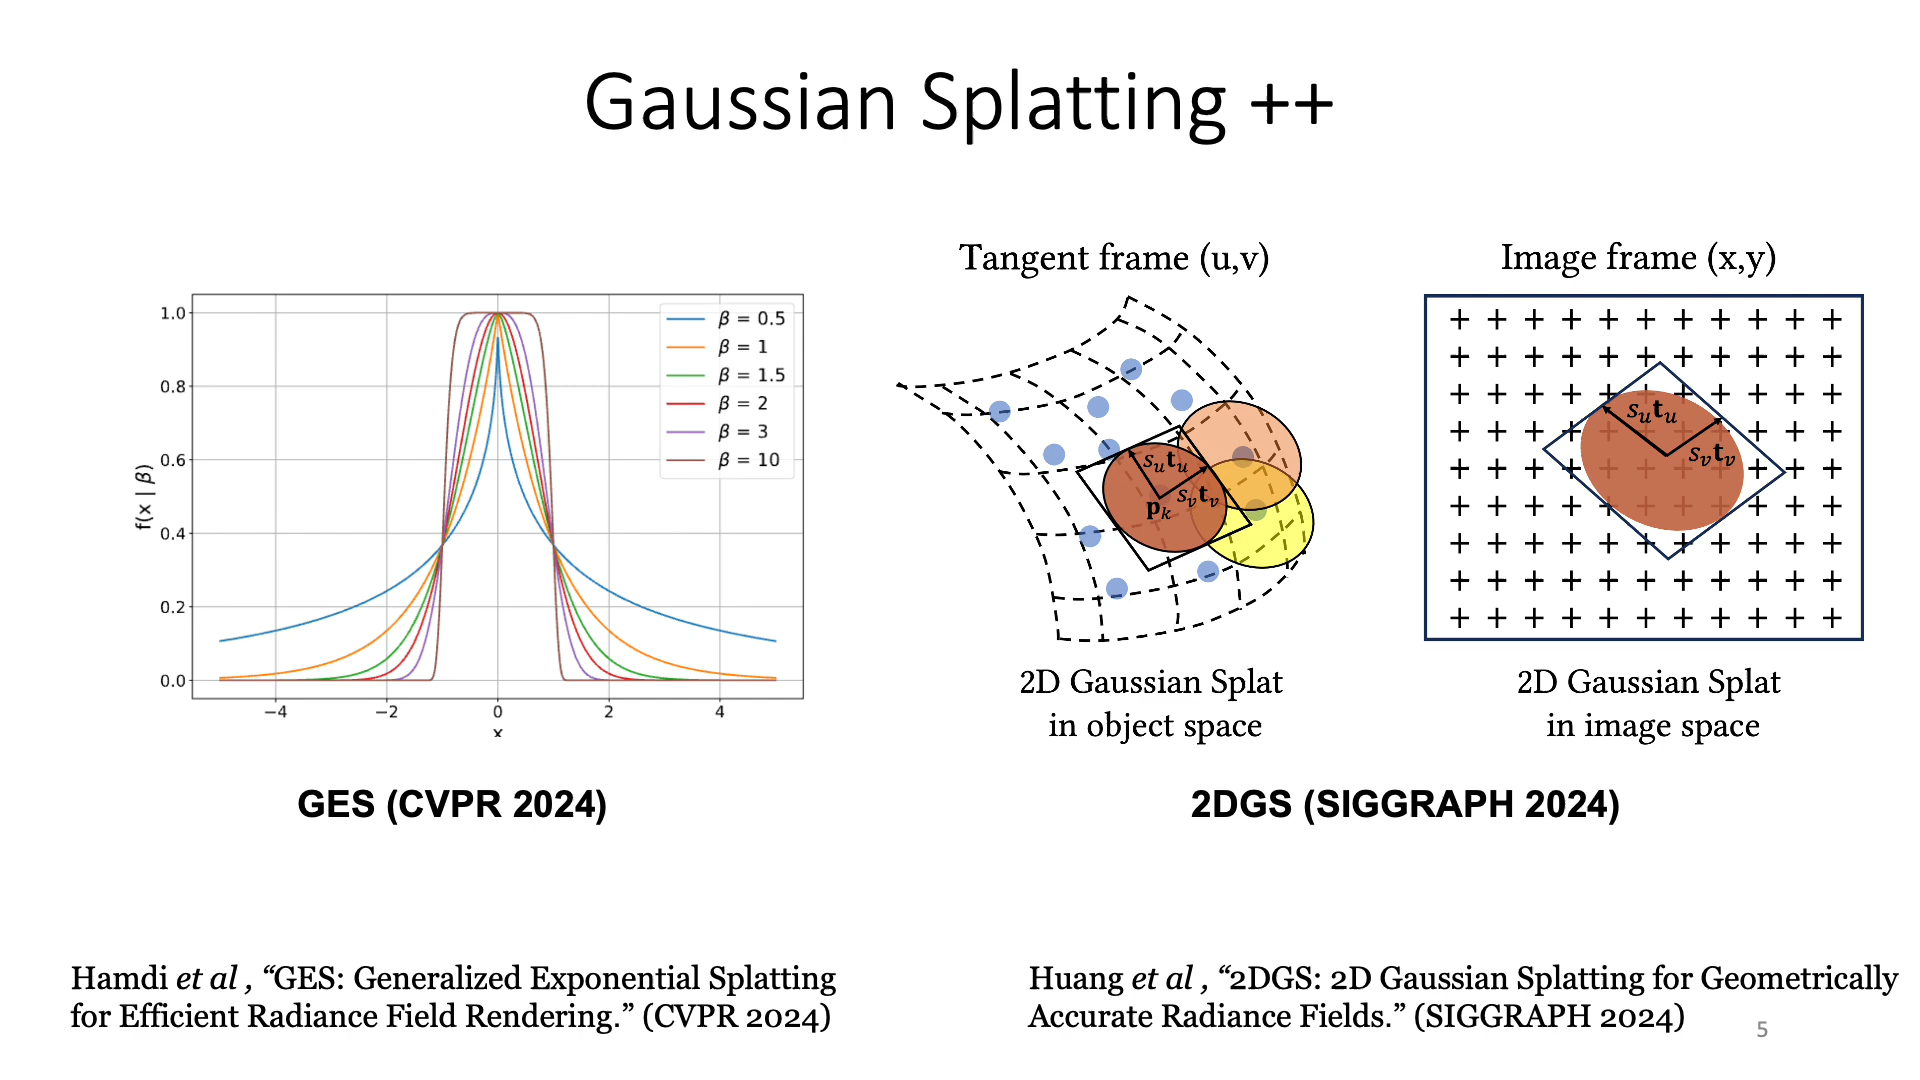 Gaussian Splatting ++
f(x | β)
1.0
0.8
0.6
0.4
0.2
0.0
−4
−2
0
2
4
x
β = 0.5
β = 1
β = 1.5
β = 2
β = 3
β = 10
GES (CVPR 2024)
Tangent frame (u,v)
s_u t_u
s_v t_v
p_k
2D Gaussian Splat
in object space
Image frame (x,y)
s_u t_u
s_v t_v
2D Gaussian Splat
in image space
2DGS (SIGGRAPH 2024)
Hamdi et al , “GES: Generalized Exponential Splatting
for Efficient Radiance Field Rendering.” (CVPR 2024)
Huang et al , “2DGS: 2D Gaussian Splatting for Geometrically
Accurate Radiance Fields.” (SIGGRAPH 2024)
5